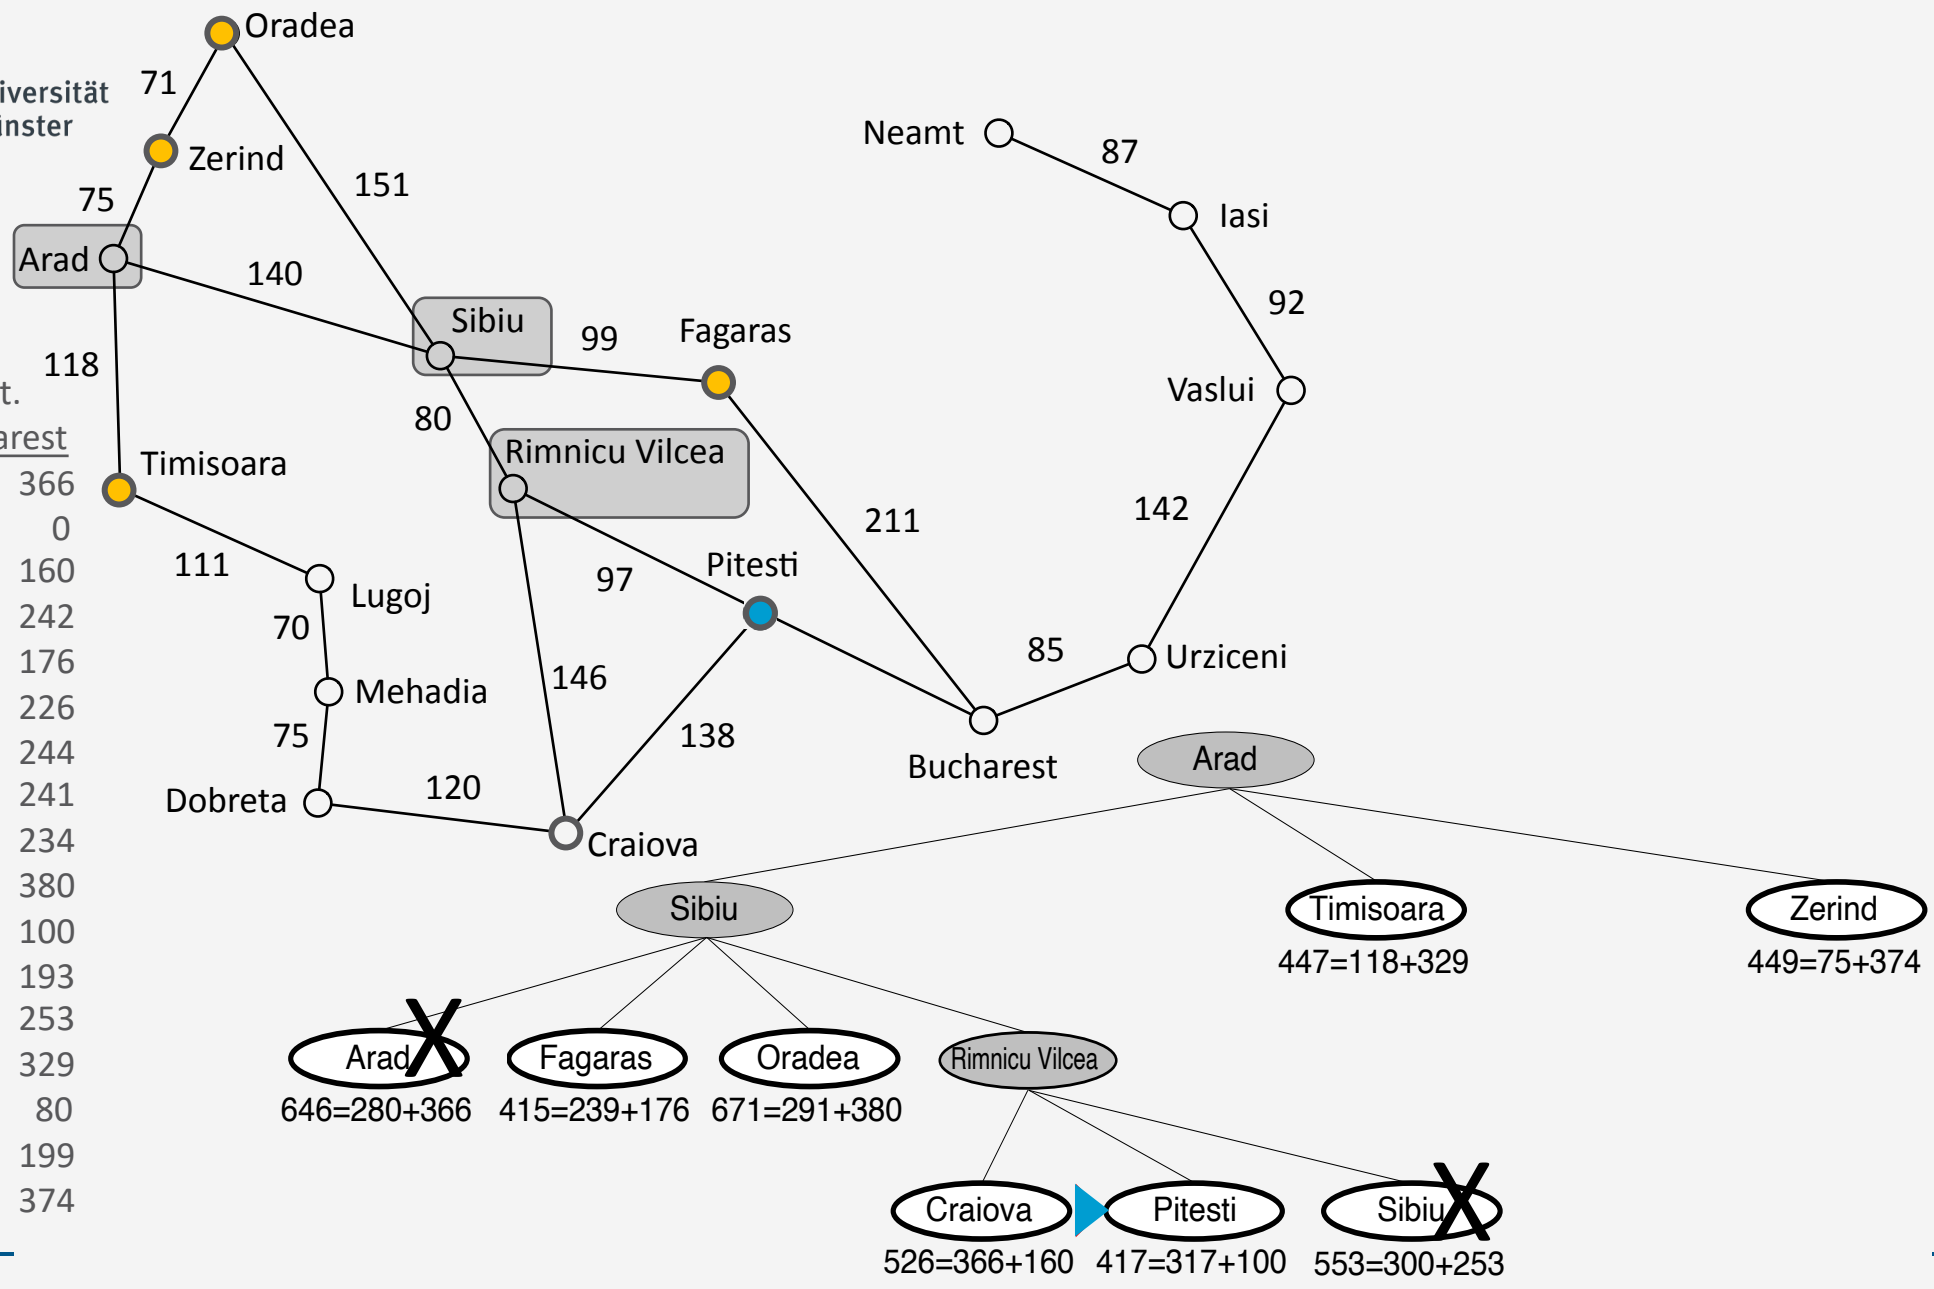 Oradea
71
iversität
inster
Neamt
87
Zerind
151
75
Iasi
Arad
140
92
Sibiu
99
Fagaras
118
Vaslui
t.
80
arest
Rimnicu Vilcea
Timisoara
366
142
211
0
Pitesti
111
97
160
Lugoj
242
70
85
Urziceni
176
146
Mehadia
226
75
138
244
Bucharest
Arad
241
Dobreta
120
234
Craiova
380
Sibiu
Timisoara
Zerind
100
447=118+329
449=75+374
193
253
X
Arad
Fagaras
Oradea
Rimnicu Vilcea
329
646=280+366
415=239+176
671=291+380
80
199
X
374
Craiova
Pitesti
Sibiu
526=366+160
417=317+100
553=300+253